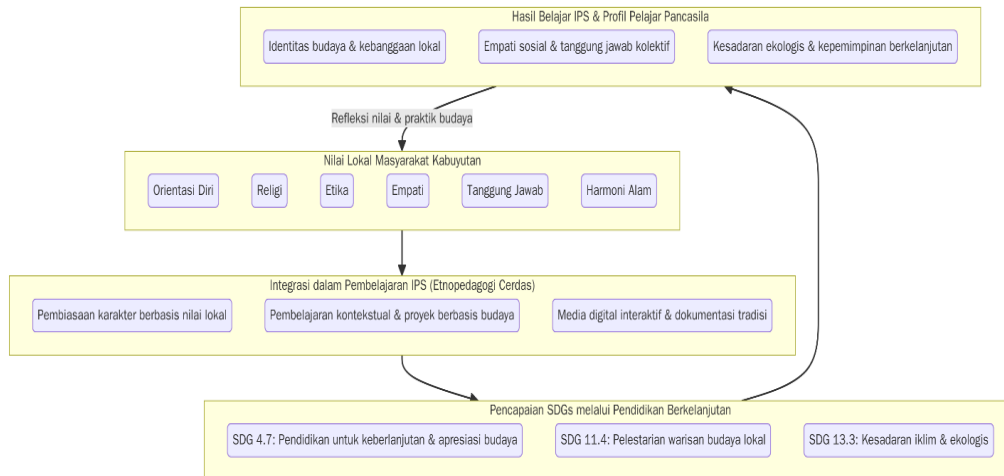 Hasil Belajar IPS & Profil Pelajar Pancasila
Identitas budaya & kebanggaan lokal
Empati sosial & tanggung jawab kolektif
Kesadaran ekologis & kepemimpinan berkelanjutan
Refleksi nilai & praktik budaya
Nilai Lokal Masyarakat Kabuyutan
Orientasi Diri
Religi
Etika
Empati
Tanggung Jawab
Harmoni Alam
Integrasi dalam Pembelajaran IPS (Etnopedagogi Cerdas)
Pembiasaan karakter berbasis nilai lokal
Pembelajaran kontekstual & proyek berbasis budaya
Media digital interaktif & dokumentasi tradisi
Pencapaian SDGs melalui Pendidikan Berkelanjutan
SDG 4.7: Pendidikan untuk keberlanjutan & apresiasi budaya
SDG 11.4: Pelestarian warisan budaya lokal
SDG 13.3: Kesadaran iklim & ekologis